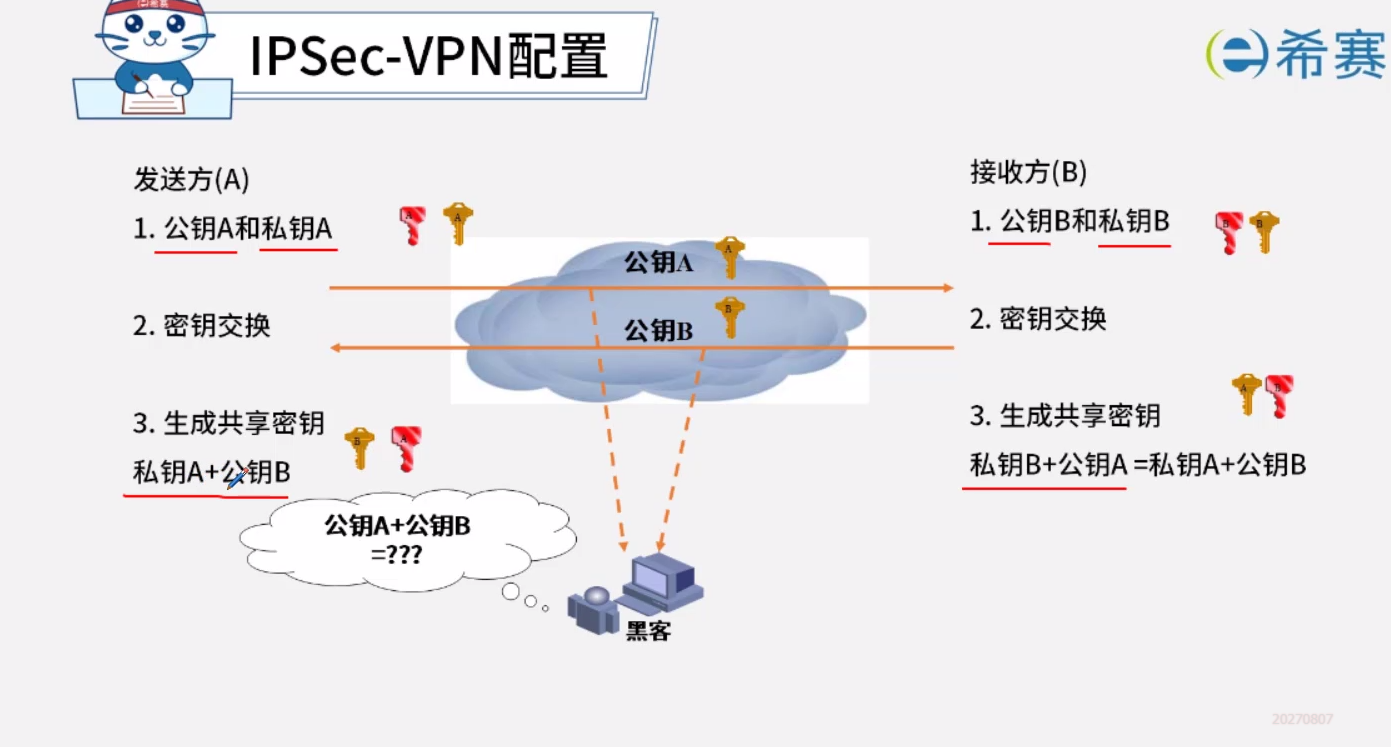 希赛
IPSec-VPN配置
希赛
发送方(A)
1. 公钥A和私钥A
A
A
2. 密钥交换
3. 生成共享密钥
B
A
私钥A+公钥B
公钥A
A
公钥B
B
公钥A+公钥B
=???
黑客
接收方(B)
1. 公钥B和私钥B
B
B
2. 密钥交换
3. 生成共享密钥
A
B
私钥B+公钥A =私钥A+公钥B
20270807